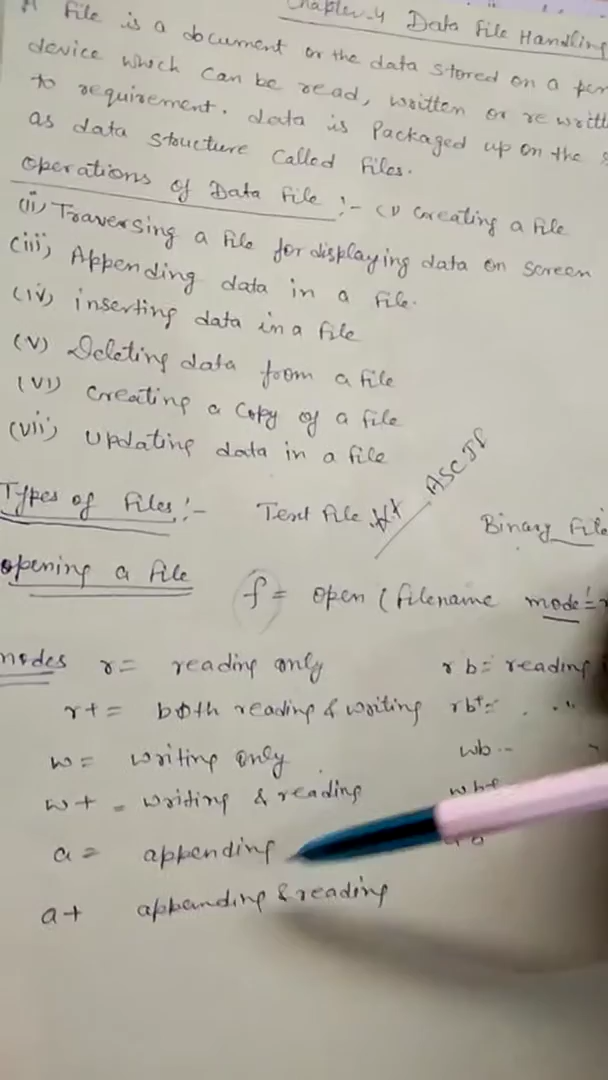 Chapter-4 Data File Handling
A file is a document or the data stored on a
device which can be read, written or rewritt
to requirement. data is packaged up on the
as data structure called files.
operations of Data file :- (i) Creating a file
(ii) Traversing a file for displaying data on screen
(iii) Appending data in a file.
(iv) inserting data in a file
(v) Deleting data from a file
(vi) creating a copy of a file
(vii) updating data in a file
Types of files :- Text file ASCII Binary file
opening a file f = open (filename mode=
modes r = reading only rb = reading
r+ = both reading & writing rb+ =
w = writing only wb --
w+ = writing & reading
a = appending
a+ appanding & reading